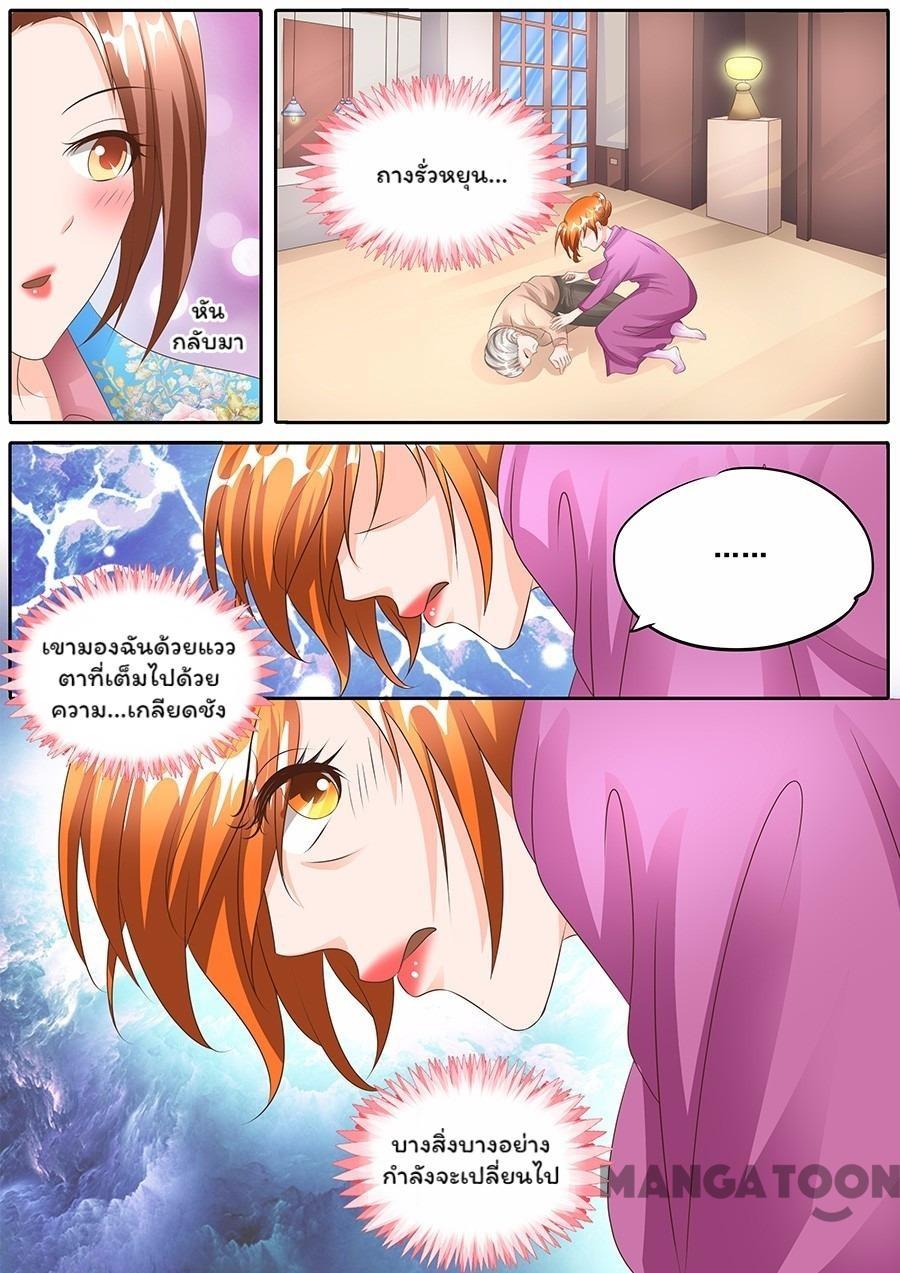 หัน
กลับมา
ถางรั่วหยุน...
......
เขามองฉันด้วยแวว
ตาที่เต็มไปด้วย
ความ...เกลียดชัง
บางสิ่งบางอย่าง
กำลังจะเปลี่ยนไป
MANGATOON